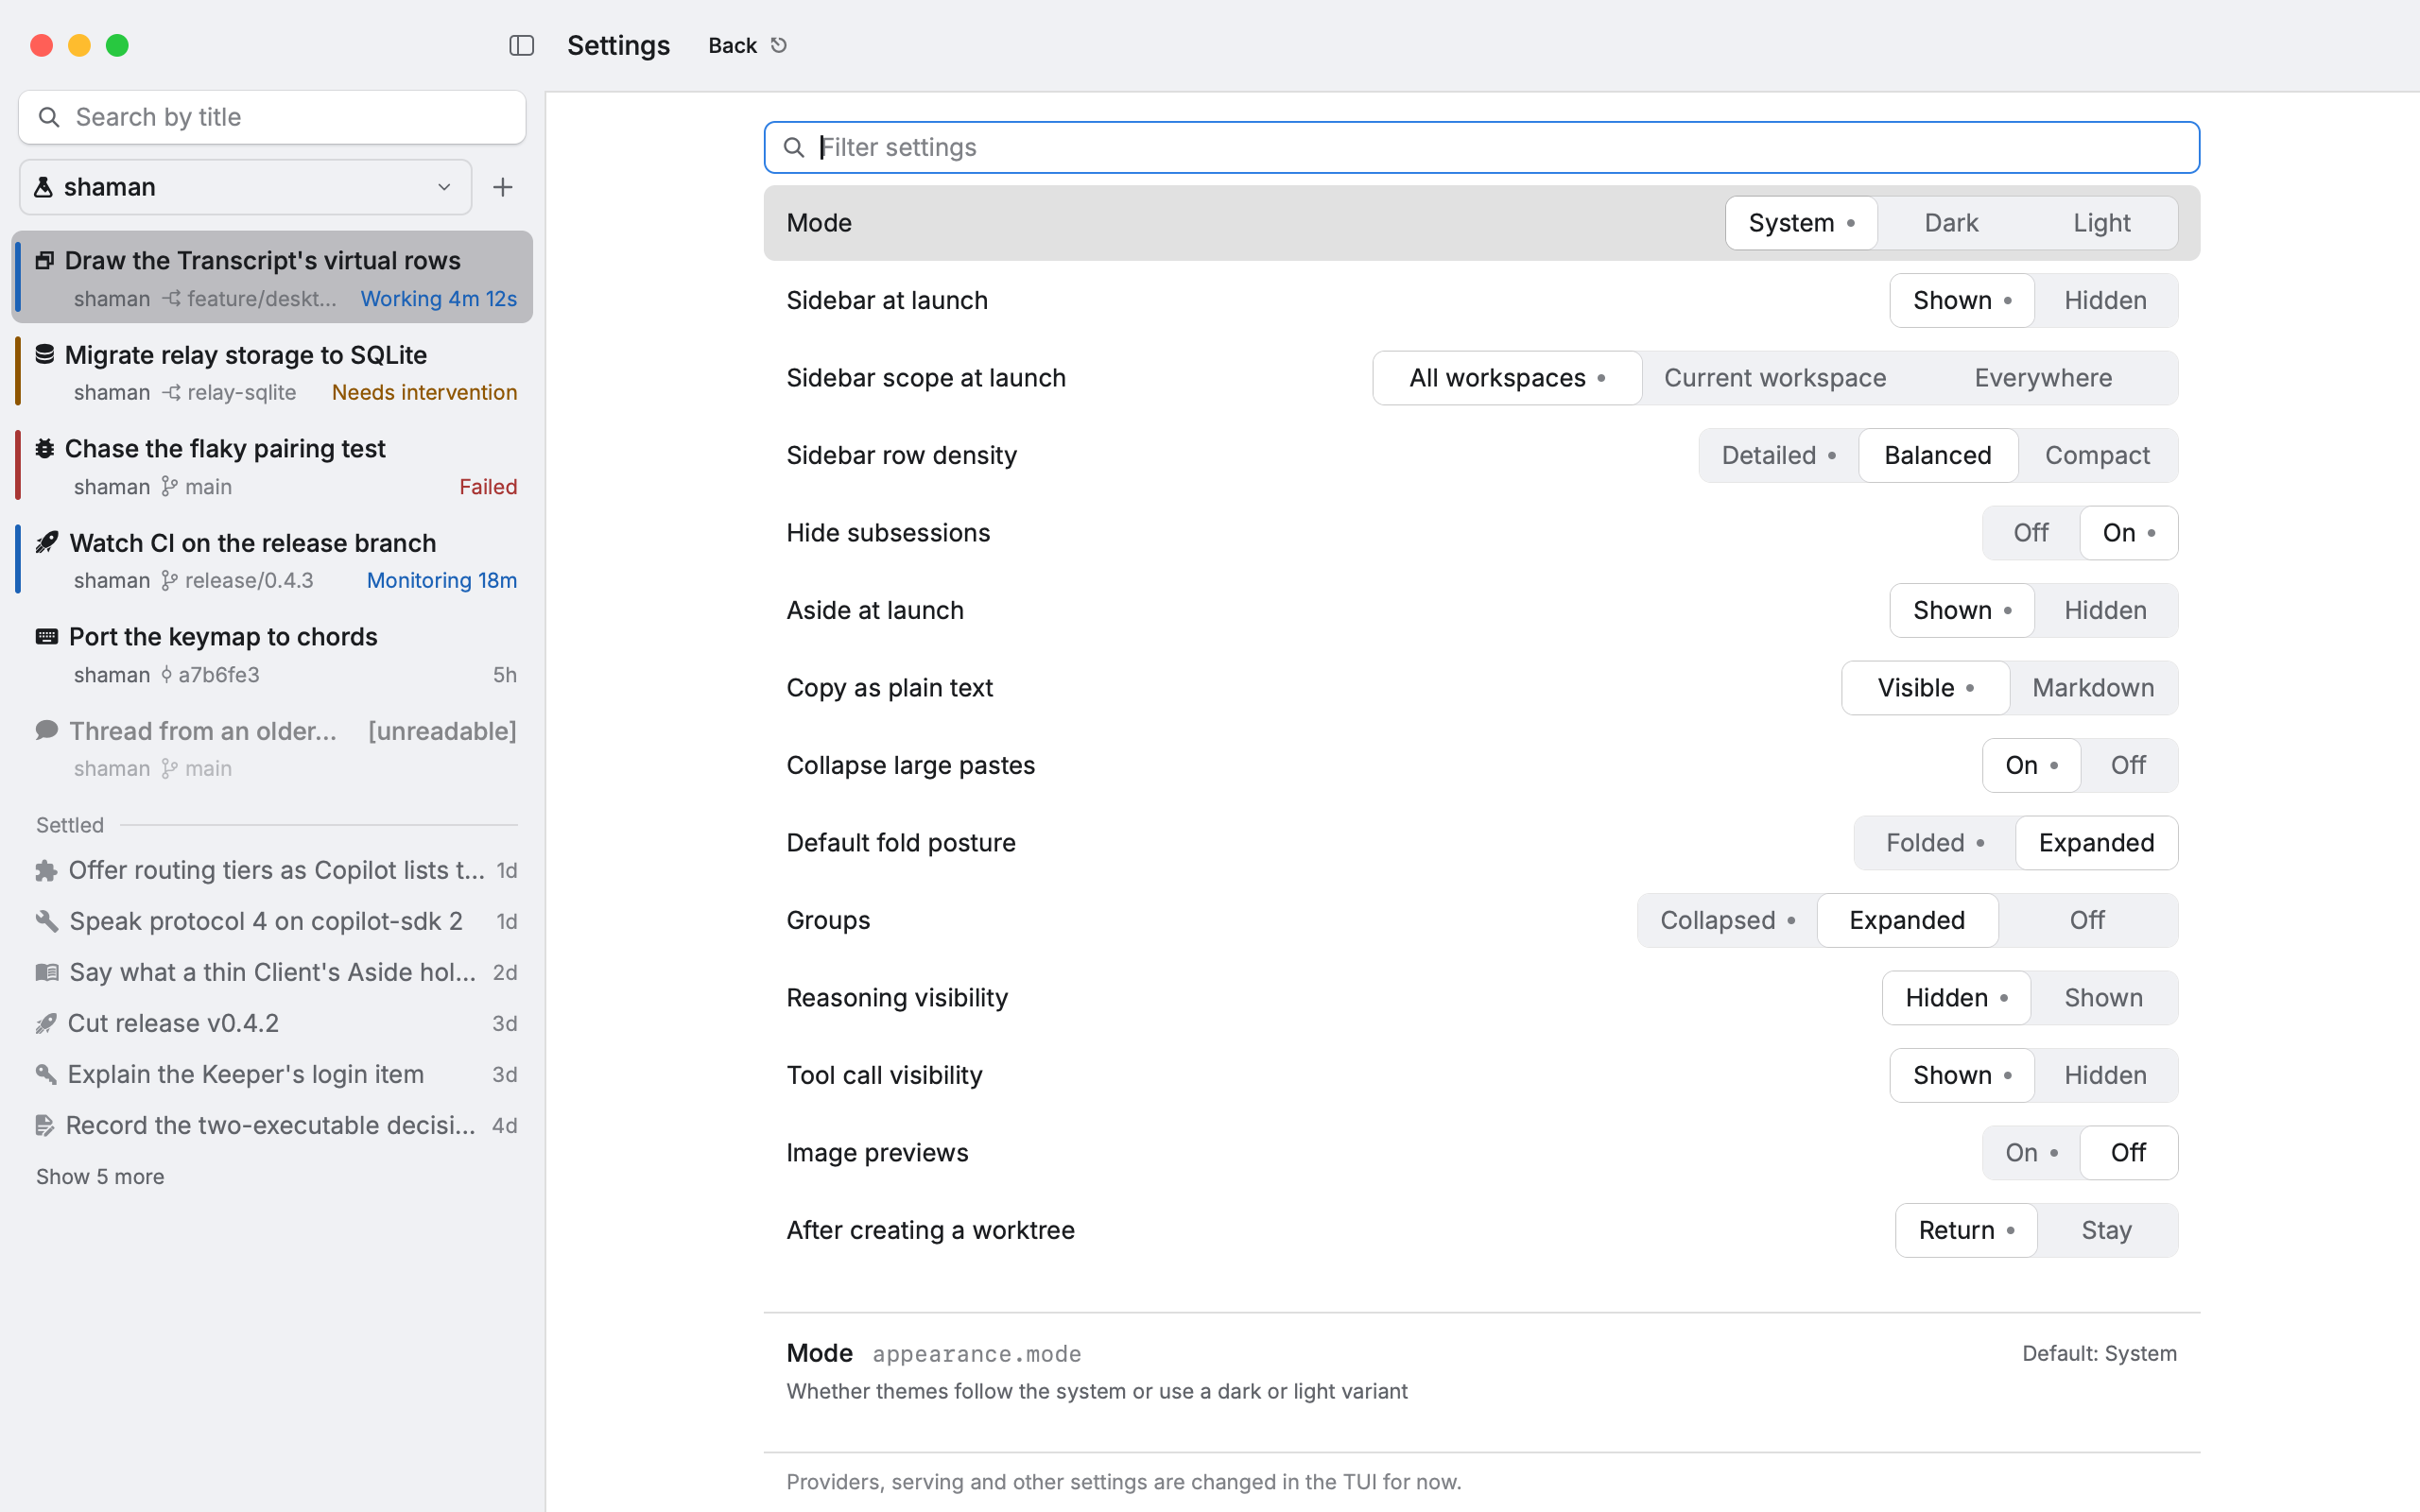 Settings Back
Search by title
shaman
Draw the Transcript's virtual rows
shaman feature/deskt... Working 4m 12s
Migrate relay storage to SQLite
shaman relay-sqlite Needs intervention
Chase the flaky pairing test
shaman main Failed
Watch CI on the release branch
shaman release/0.4.3 Monitoring 18m
Port the keymap to chords
shaman a7b6fe3 5h
Thread from an older... [unreadable]
shaman main
Settled
Offer routing tiers as Copilot lists t... 1d
Speak protocol 4 on copilot-sdk 2 1d
Say what a thin Client's Aside hol... 2d
Cut release v0.4.2 3d
Explain the Keeper's login item 3d
Record the two-executable decisi... 4d
Show 5 more
Filter settings
Mode System • Dark Light
Sidebar at launch Shown • Hidden
Sidebar scope at launch All workspaces • Current workspace Everywhere
Sidebar row density Detailed • Balanced Compact
Hide subsessions Off On •
Aside at launch Shown • Hidden
Copy as plain text Visible • Markdown
Collapse large pastes On • Off
Default fold posture Folded • Expanded
Groups Collapsed • Expanded Off
Reasoning visibility Hidden • Shown
Tool call visibility Shown • Hidden
Image previews On • Off
After creating a worktree Return • Stay
Mode appearance.mode Default: System
Whether themes follow the system or use a dark or light variant
Providers, serving and other settings are changed in the TUI for now.